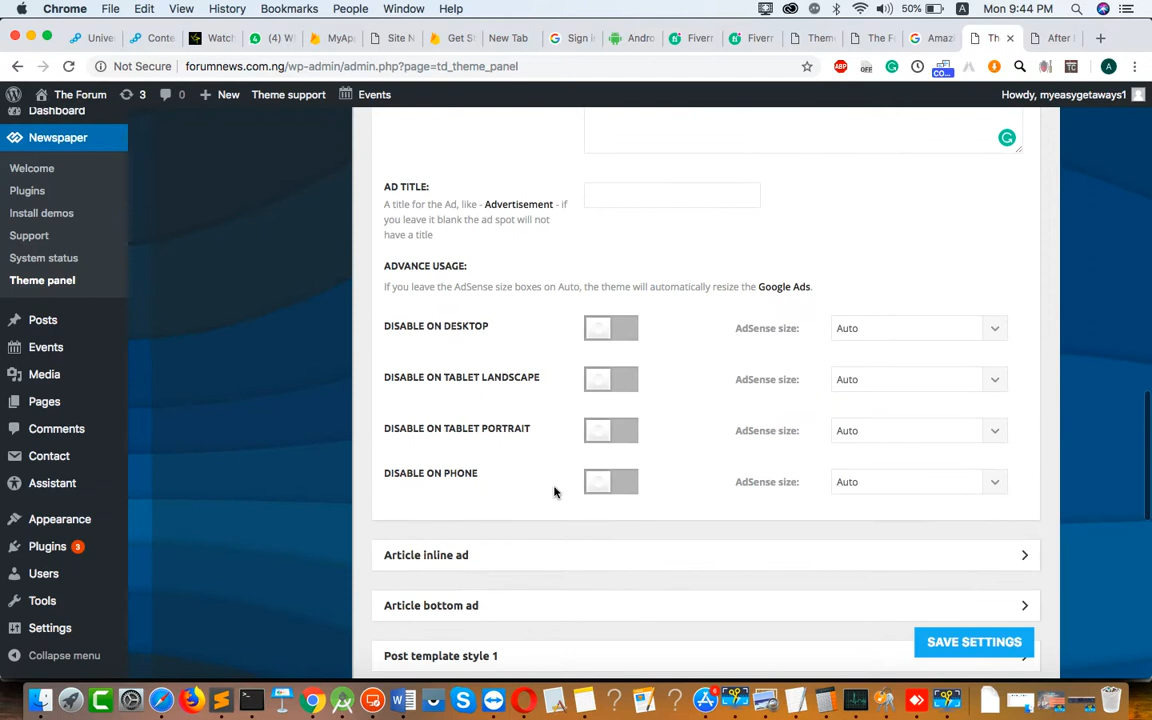 Chrome File Edit View History Bookmarks People Window Help 50% A Mon 9:44 PM
Unive Conte Watch (4) W MyAp Site N Get S New Tab Sign i Andro Fiverr Fiverr Them The F Amazi Th After
Not Secure forumnews.com.ng/wp-admin/admin.php?page=td_theme_panel ABP OFF CO... TC A
The Forum 3 0 New Theme support Events Howdy, myeasygetaways1
Dashboard
Newspaper
Welcome
Plugins
Install demos
Support
System status
Theme panel
Posts
Events
Media
Pages
Comments
Contact
Assistant
Appearance
Plugins 3
Users
Tools
Settings
Collapse menu
AD TITLE:
A title for the Ad, like - Advertisement - if
you leave it blank the ad spot will not
have a title
ADVANCE USAGE:
If you leave the AdSense size boxes on Auto, the theme will automatically resize the Google Ads.
DISABLE ON DESKTOP AdSense size: Auto
DISABLE ON TABLET LANDSCAPE AdSense size: Auto
DISABLE ON TABLET PORTRAIT AdSense size: Auto
DISABLE ON PHONE AdSense size: Auto
Article inline ad
Article bottom ad
SAVE SETTINGS
Post template style 1